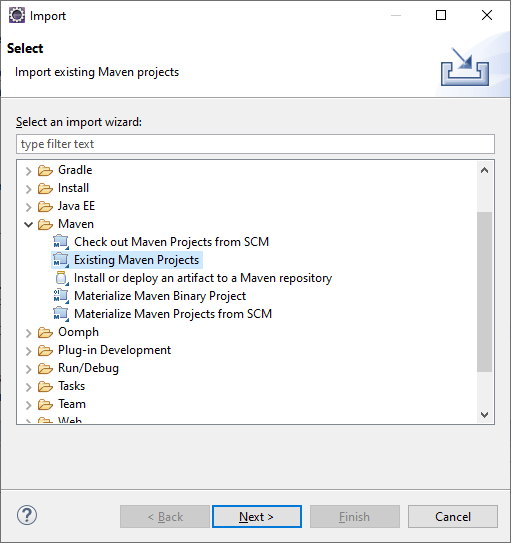 Import
Select
Import existing Maven projects
Select an import wizard:
type filter text
Gradle
Install
Java EE
Maven
Check out Maven Projects from SCM
Existing Maven Projects
Install or deploy an artifact to a Maven repository
Materialize Maven Binary Project
Materialize Maven Projects from SCM
Oomph
Plug-in Development
Run/Debug
Tasks
Team
Web
? < Back Next > Finish Cancel